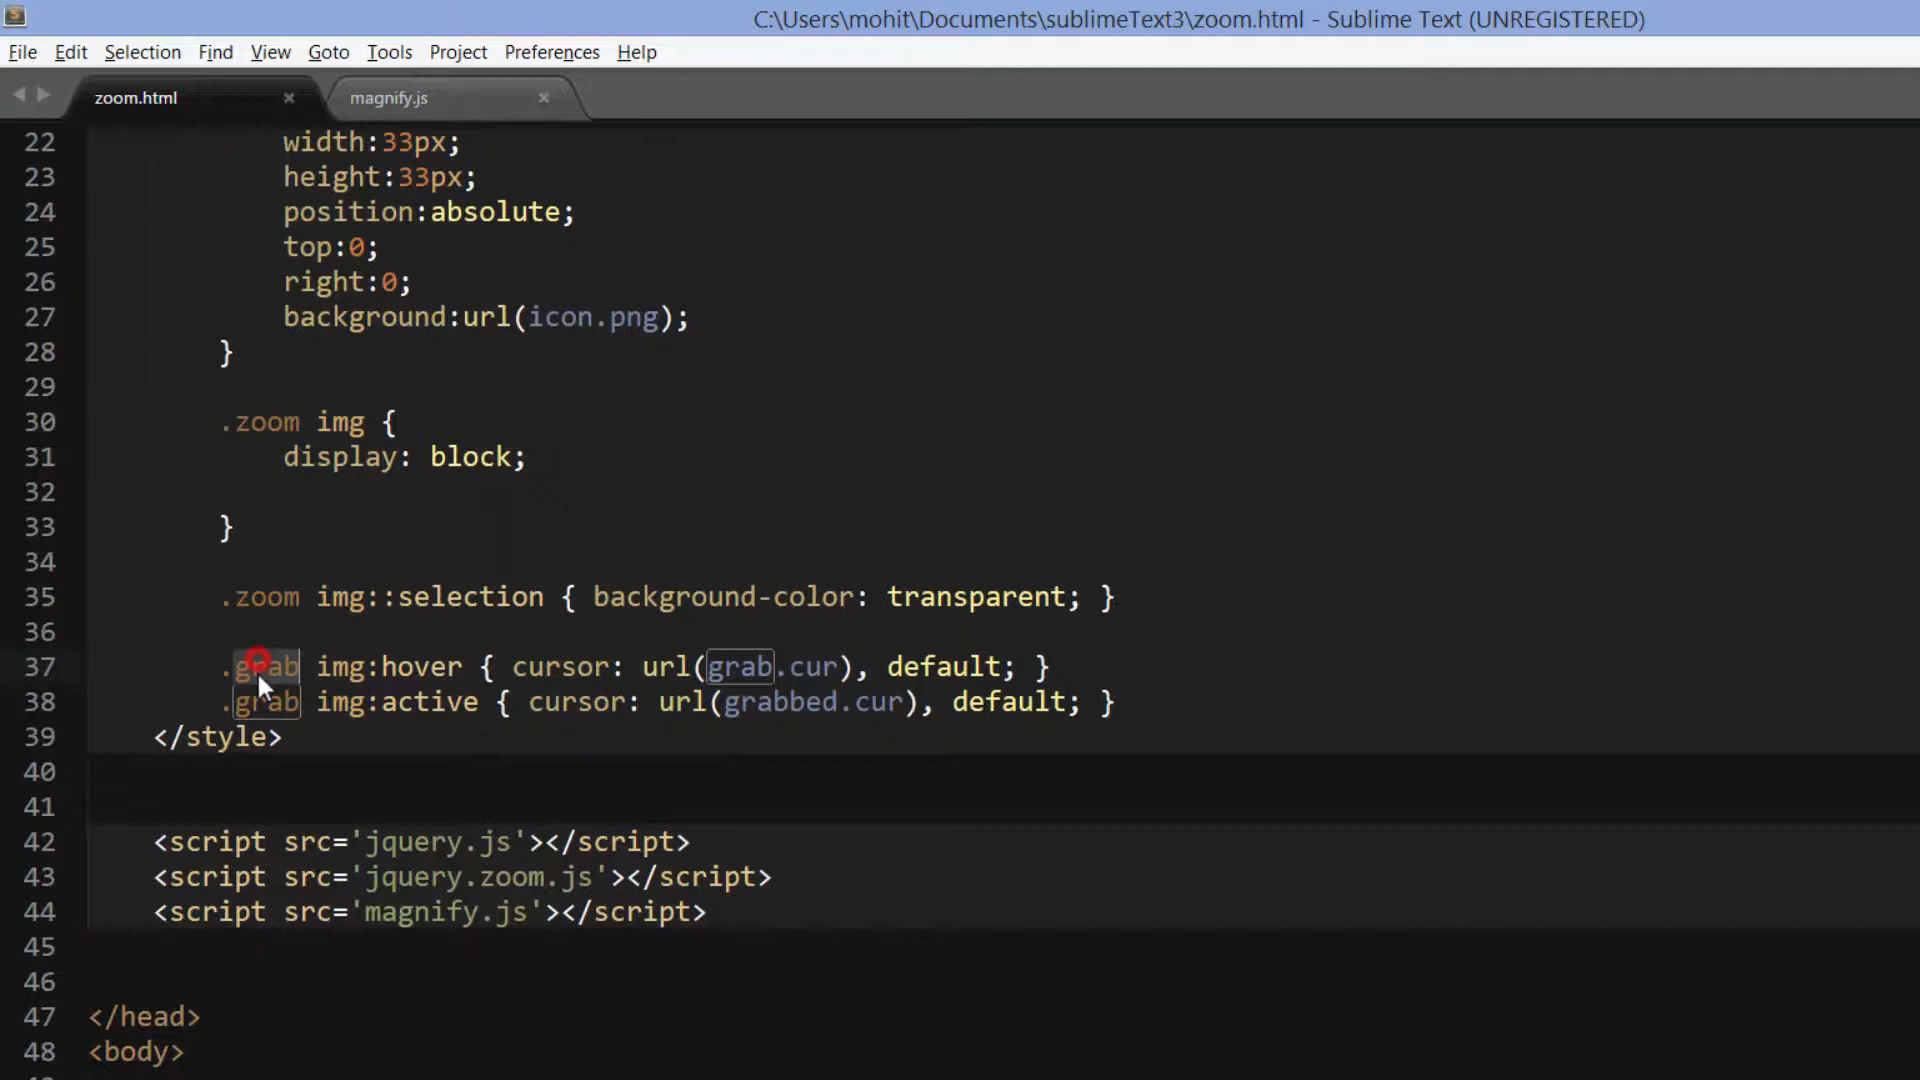 C:\Users\mohit\Documents\sublimeText3\zoom.html - Sublime Text (UNREGISTERED)
File Edit Selection Find View Goto Tools Project Preferences Help
zoom.html × magnify.js ×
22 width:33px;
23 height:33px;
24 position:absolute;
25 top:0;
26 right:0;
27 background:url(icon.png);
28 }
29
30 .zoom img {
31 display: block;
32
33 }
34
35 .zoom img::selection { background-color: transparent; }
36
37 .grab img:hover { cursor: url(grab.cur), default; }
38 .grab img:active { cursor: url(grabbed.cur), default; }
39 </style>
40
41
42 <script src='jquery.js'></script>
43 <script src='jquery.zoom.js'></script>
44 <script src='magnify.js'></script>
45
46
47 </head>
48 <body>